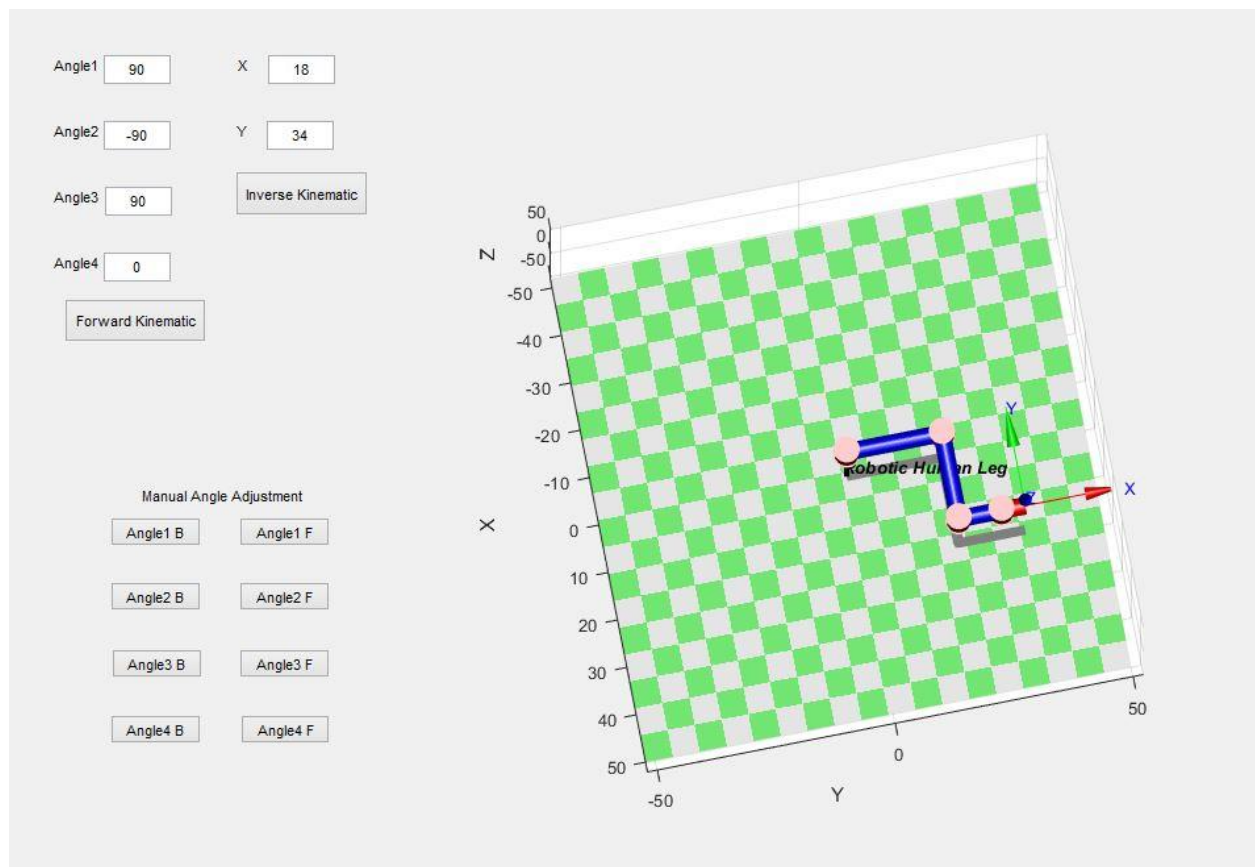 Angle1
90
X
18
Angle2
-90
Y
34
Angle3
90
Inverse Kinematic
Angle4
0
Forward Kinematic
Manual Angle Adjustment
Angle1 B
Angle1 F
Angle2 B
Angle2 F
Angle3 B
Angle3 F
Angle4 B
Angle4 F
Z
50
0
-50
X
-50
-40
-30
-20
-10
0
10
20
30
40
50
Y
-50
0
50
Robotic Human Leg
Y
X
Z